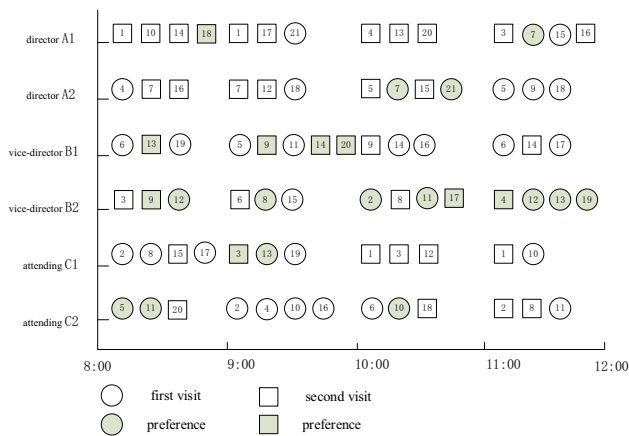 director A1 1 10 14 18 1 17 21 4 13 20 3 7 15 16
director A2 4 7 16 7 12 18 5 7 15 21 5 9 18
vice-director B1 6 13 19 5 9 11 14 20 9 14 16 6 14 17
vice-director B2 3 9 12 6 8 15 2 8 11 17 4 12 13 19
attending C1 2 8 15 17 3 13 19 1 3 12 1 10
attending C2 5 11 20 2 4 10 16 6 10 18 2 8 11
8:00 9:00 10:00 11:00 12:00
first visit second visit
preference preference